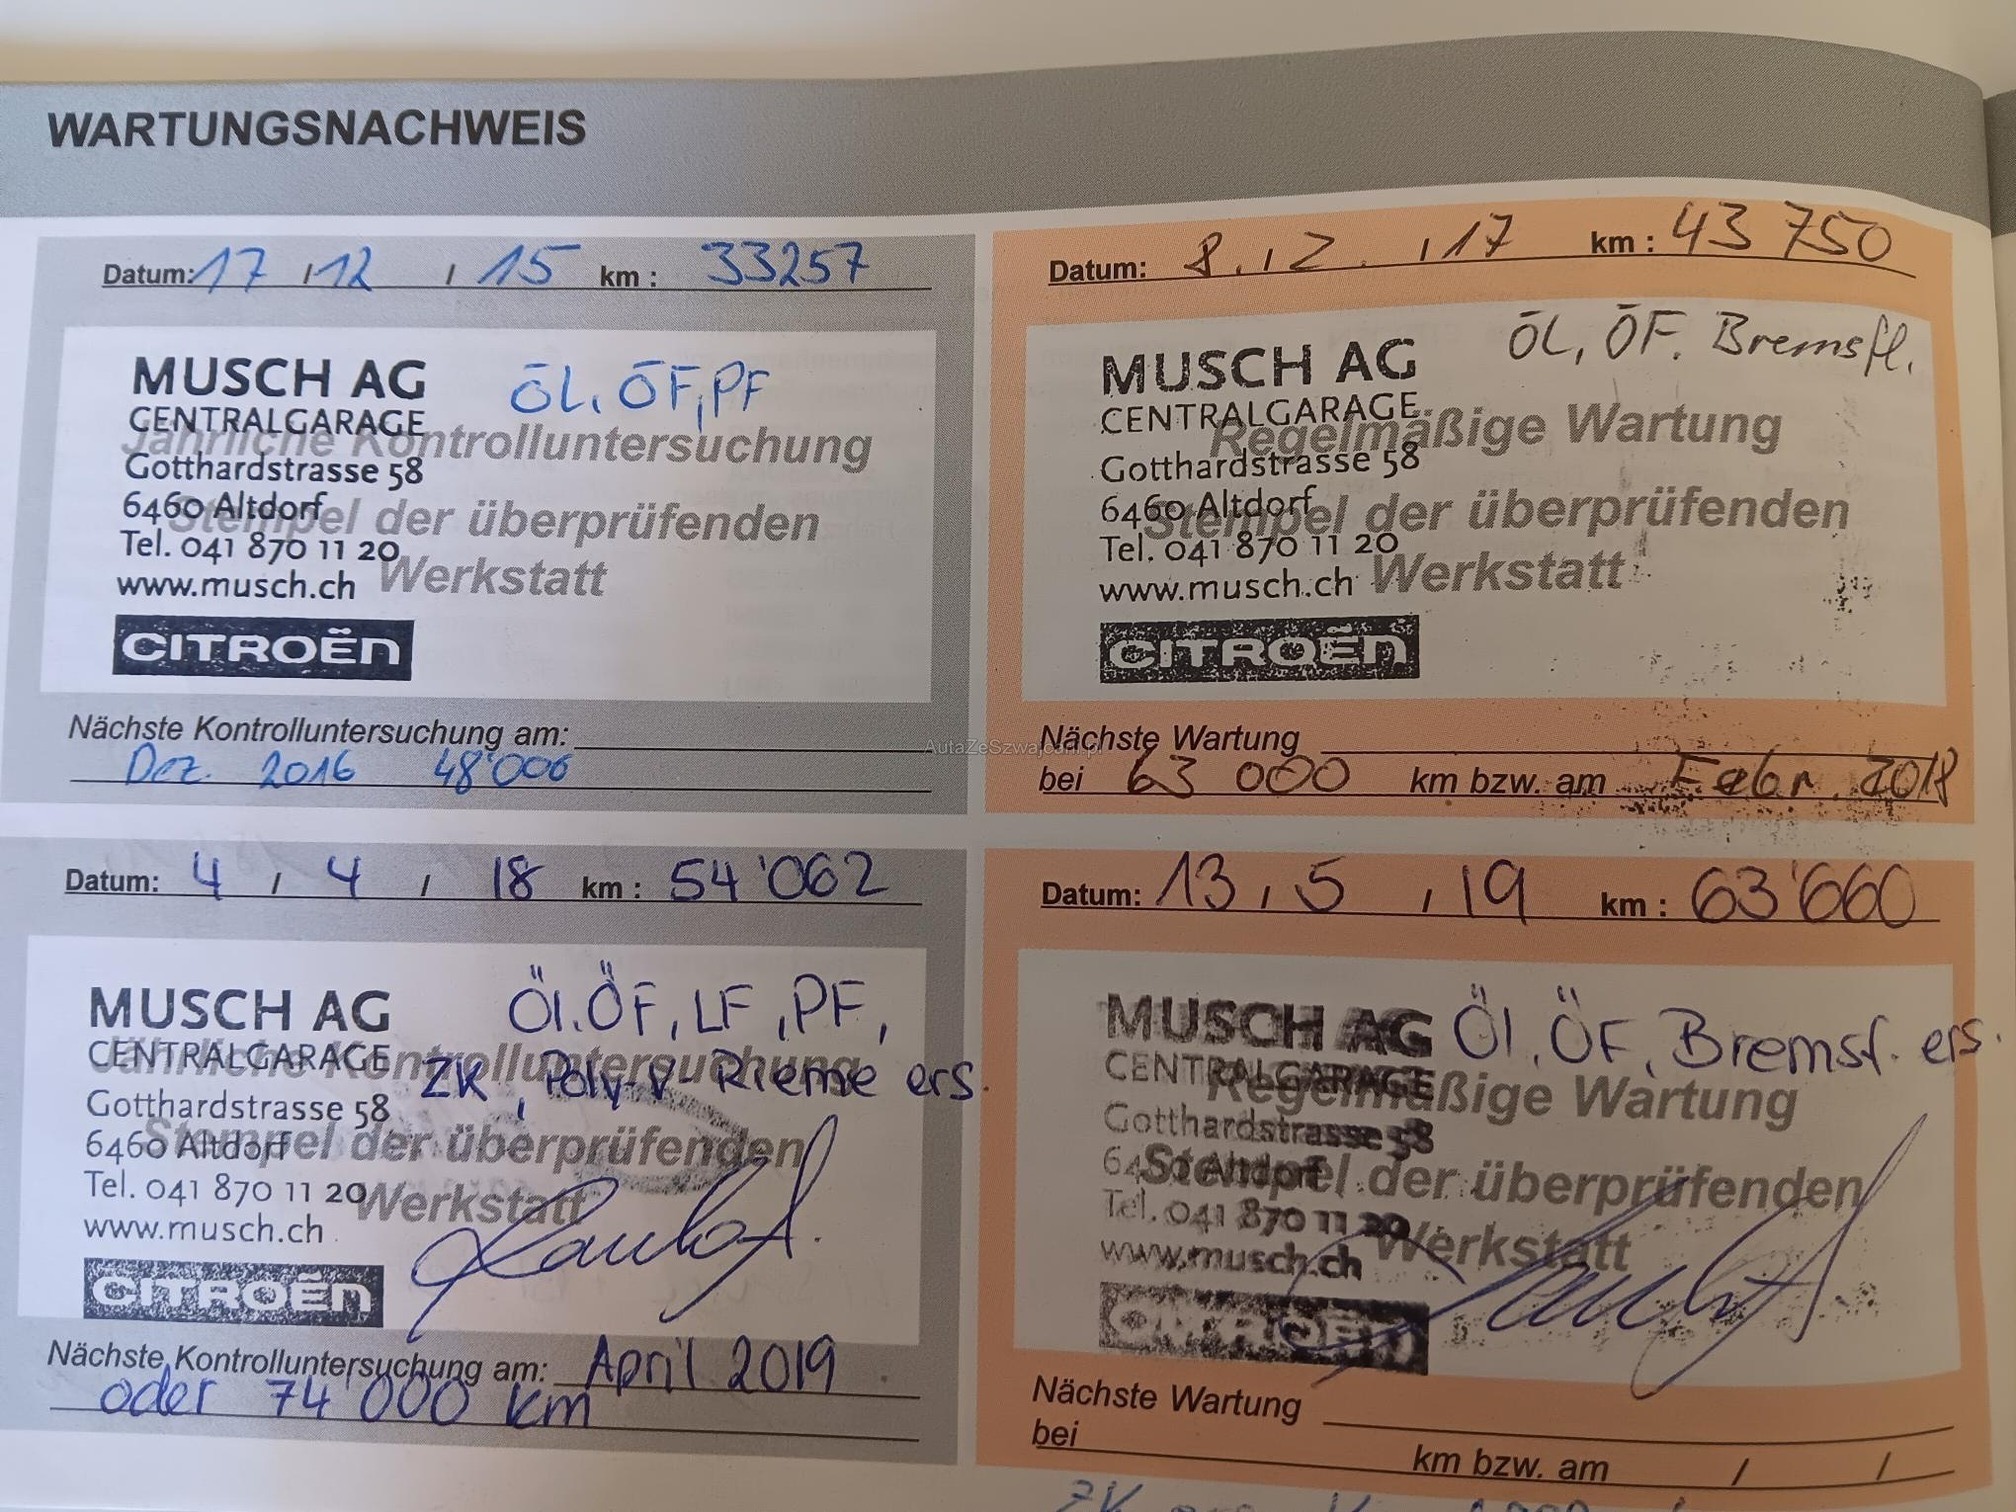 WARTUNGSNACHWEIS
Datum: 17 / 12 / 15 km : 33257
MUSCH AG ÖL, ÖF, PF
CENTRALGARAGE
Jährliche Kontrolluntersuchung
Gotthardstrasse 58
6460 Altdorf
Stempel der überprüfenden
Tel. 041 870 11 20
Werkstatt
www.musch.ch
CITROËN
Nächste Kontrolluntersuchung am:
Dez. 2016 48'000
Datum: 8. / 2. / 17 km : 43 750
MUSCH AG ÖL, ÖF. Bremsfl.
CENTRALGARAGE
Regelmäßige Wartung
Gotthardstrasse 58
6460 Altdorf
Stempel der überprüfenden
Tel. 041 870 11 20
Werkstatt
www.musch.ch
CITROËN
Nächste Wartung
bei 63 000 km bzw. am Febr. 2018
AutaZeSzwajcarii.pl
Datum: 4 / 4 / 18 km : 54'062
MUSCH AG Öl, ÖF, LF, PF,
CENTRALGARAGE
Jährliche Kontrolluntersuchung
ZK, Poly-V-Rieme ers.
Gotthardstrasse 58
6460 Altdorf
Stempel der überprüfenden
Tel. 041 870 11 20
Werkstatt
www.musch.ch
CITROËN
Nächste Kontrolluntersuchung am: April 2019
oder 74 000 km
Datum: 13 / 5 / 19 km : 63'660
MUSCH AG Öl, ÖF, Bremsf. ers.
CENTRALGARAGE
Regelmäßige Wartung
Gotthardstrasse 58
6460 Altdorf
Stempel der überprüfenden
Tel. 041 870 11 20
Werkstatt
www.musch.ch
CITROËN
Nächste Wartung
bei km bzw. am / /
ZK